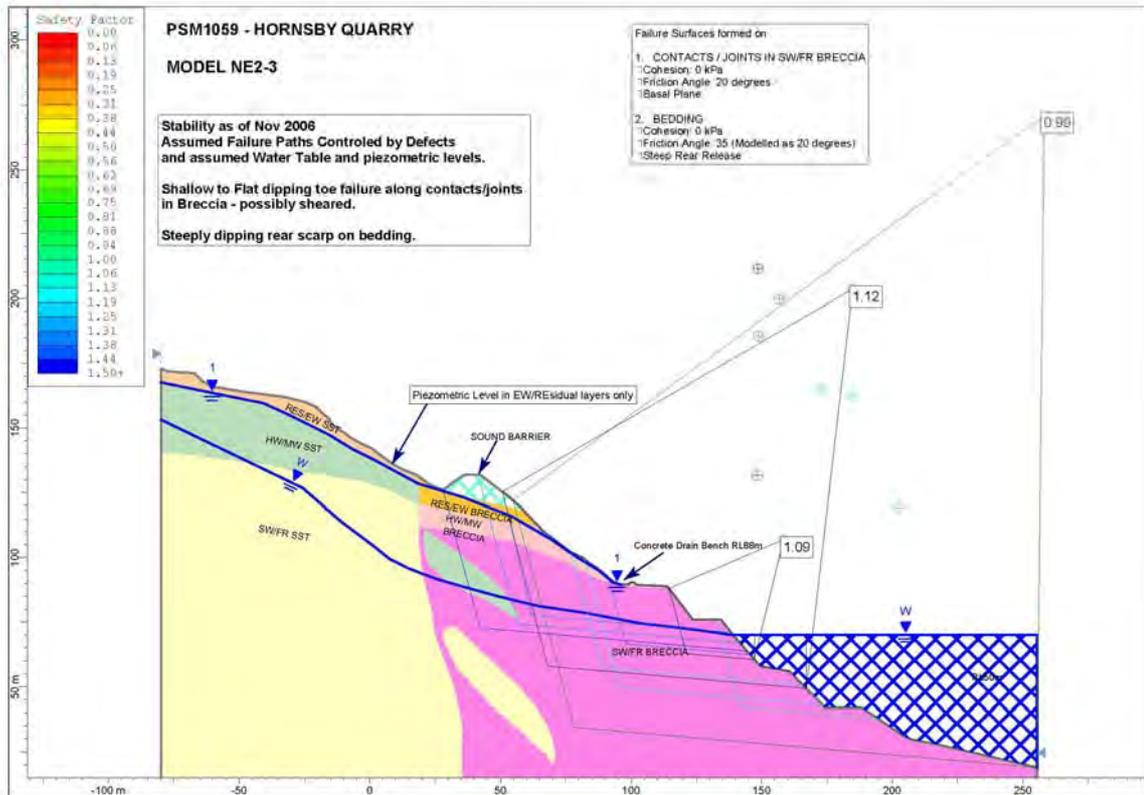 Safety Factor
0.00
0.06
0.13
0.19
0.25
0.31
0.38
0.44
0.50
0.56
0.63
0.69
0.75
0.81
0.88
0.94
1.00
1.06
1.13
1.19
1.25
1.31
1.38
1.44
1.50+
PSM1059 - HORNSBY QUARRY
MODEL NE2-3
Stability as of Nov 2006
Assumed Failure Paths Controled by Defects
and assumed Water Table and piezometric levels.
Shallow to Flat dipping toe failure along contacts/joints
in Breccia - possibly sheared.
Steeply dipping rear scarp on bedding.
Failure Surfaces formed on
1. CONTACTS / JOINTS IN SW/FR BRECCIA
Cohesion: 0 kPa
Friction Angle: 20 degrees
Basal Plane
2. BEDDING
Cohesion: 0 kPa
Friction Angle: 35 (Modelled as 20 degrees)
Steep Rear Release
0.99
1.12
1.09
1
Piezometric Level in EW/REsidual layers only
SOUND BARRIER
RES/EW SST
HW/MW SST
W
SW/FR SST
RES/EW BRECCIA
HW/MW
BRECCIA
Concrete Drain Bench RL88m
1
W
SW/FR BRECCIA
300
250
200
150
100
50 m
-100 m
-50
0
50
100
150
200
250